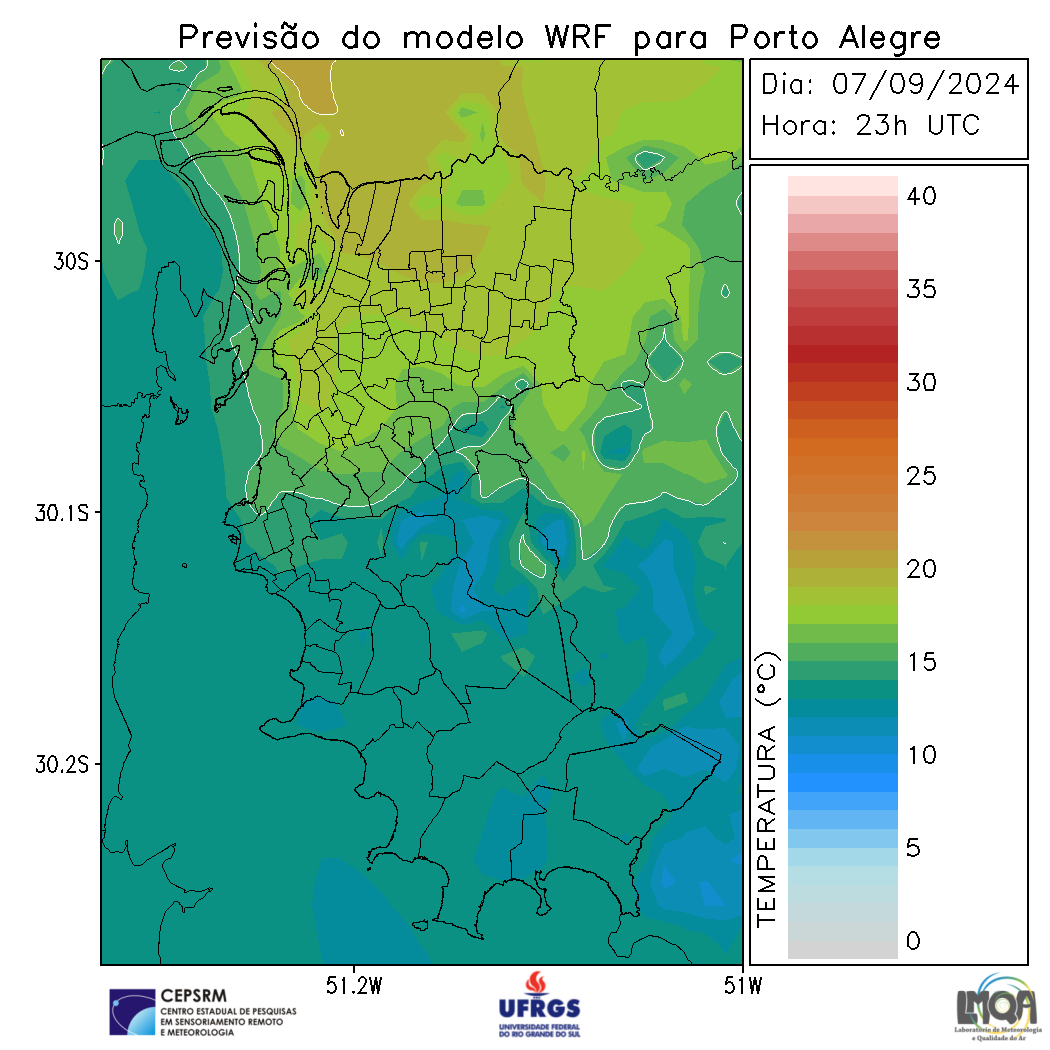 Previsão do modelo WRF para Porto Alegre
Dia: 07/09/2024
Hora: 23h UTC
30S
30.1S
30.2S
51.2W
51W
TEMPERATURA (°C)
40
35
30
25
20
15
10
5
0
CEPSRM
CENTRO ESTADUAL DE PESQUISAS
EM SENSORIAMENTO REMOTO
E METEOROLOGIA
UFRGS
UNIVERSIDADE FEDERAL
DO RIO GRANDE DO SUL
LMQA
Laboratório de Meteorologia
e Qualidade do Ar